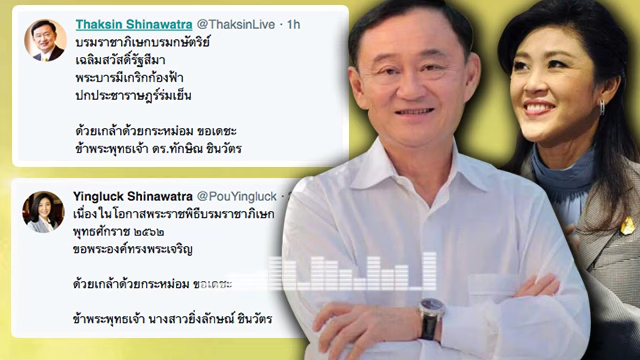 Thaksin Shinawatra @ThaksinLive · 1h
บรมราชาภิเษกบรมกษัตริย์
เฉลิมสวัสดิ์รัฐสีมา
พระบารมีเกริกก้องฟ้า
ปกประชาราษฎร์ร่มเย็น
ด้วยเกล้าด้วยกระหม่อม ขอเดชะ
ข้าพระพุทธเจ้า ดร.ทักษิณ ชินวัตร
Yingluck Shinawatra @PouYingluck ·
เนื่องในโอกาสพระราชพิธีบรมราชาภิเษก
พุทธศักราช ๒๕๖๒
ขอพระองค์ทรงพระเจริญ
ด้วยเกล้าด้วยกระหม่อม ขอเดชะ
ข้าพระพุทธเจ้า นางสาวยิ่งลักษณ์ ชินวัตร